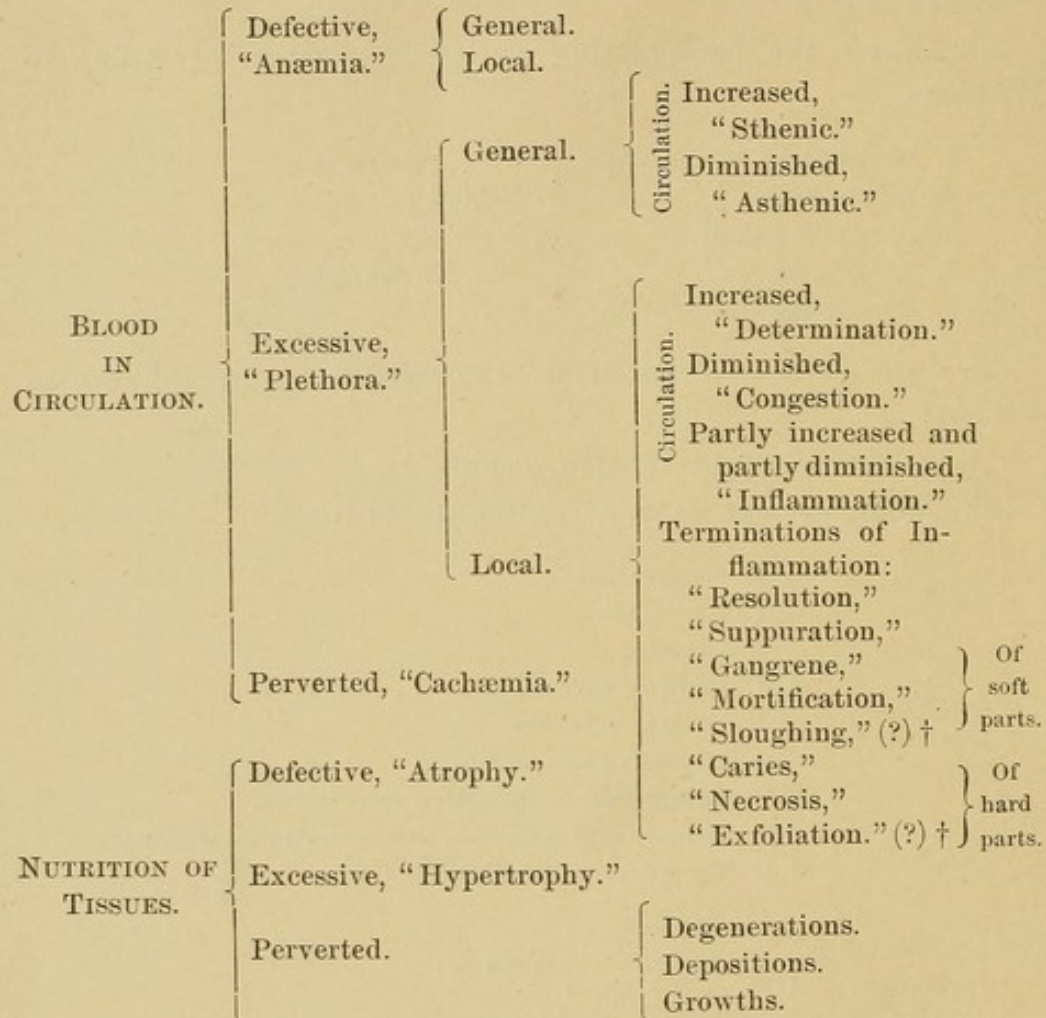 Defective,
"Anæmia."
General.
Local.
General.
Circulation.
Increased,
"Sthenic."
Diminished,
"Asthenic."
BLOOD
IN
CIRCULATION.
Excessive,
"Plethora."
Local.
Circulation.
Increased,
"Determination."
Diminished,
"Congestion."
Partly increased and
partly diminished,
"Inflammation."
Terminations of In-
flammation:
"Resolution,"
"Suppuration,"
"Gangrene,"
"Mortification,"
"Sloughing," (?) †
Of
soft
parts.
"Caries,"
"Necrosis,"
"Exfoliation." (?) †
Of
hard
parts.
Perverted, "Cachæmia."
NUTRITION OF
TISSUES.
Defective, "Atrophy."
Excessive, "Hypertrophy."
Perverted.
Degenerations.
Depositions.
Growths.